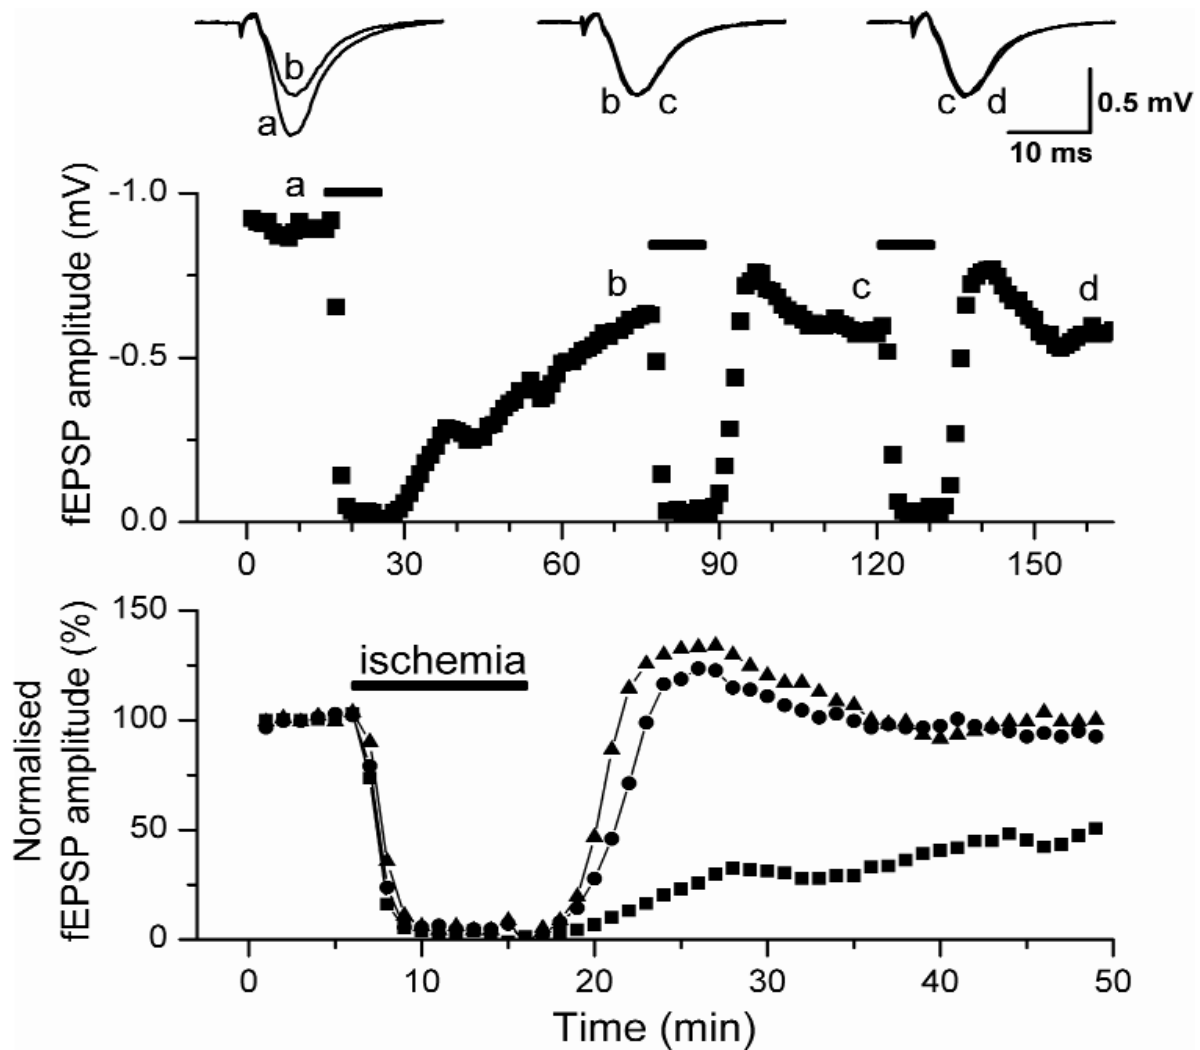 b
a
b c
c d
0.5 mV
10 ms
fEPSP amplitude (mV)
-1.0
-0.5
0.0
a
b
c
d
0 30 60 90 120 150
Normalised
fEPSP amplitude (%)
150
100
50
0
ischemia
0 10 20 30 40 50
Time (min)